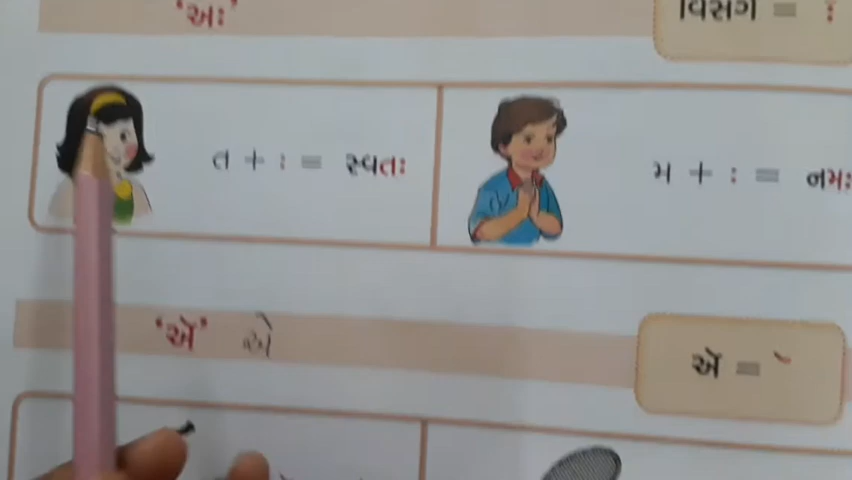 'અઃ'
વિસર્ગ = ઃ
ત + ઃ = સ્વતઃ
મ + ઃ = નમઃ
'ઍ' ઍ
ઍ = ૅ